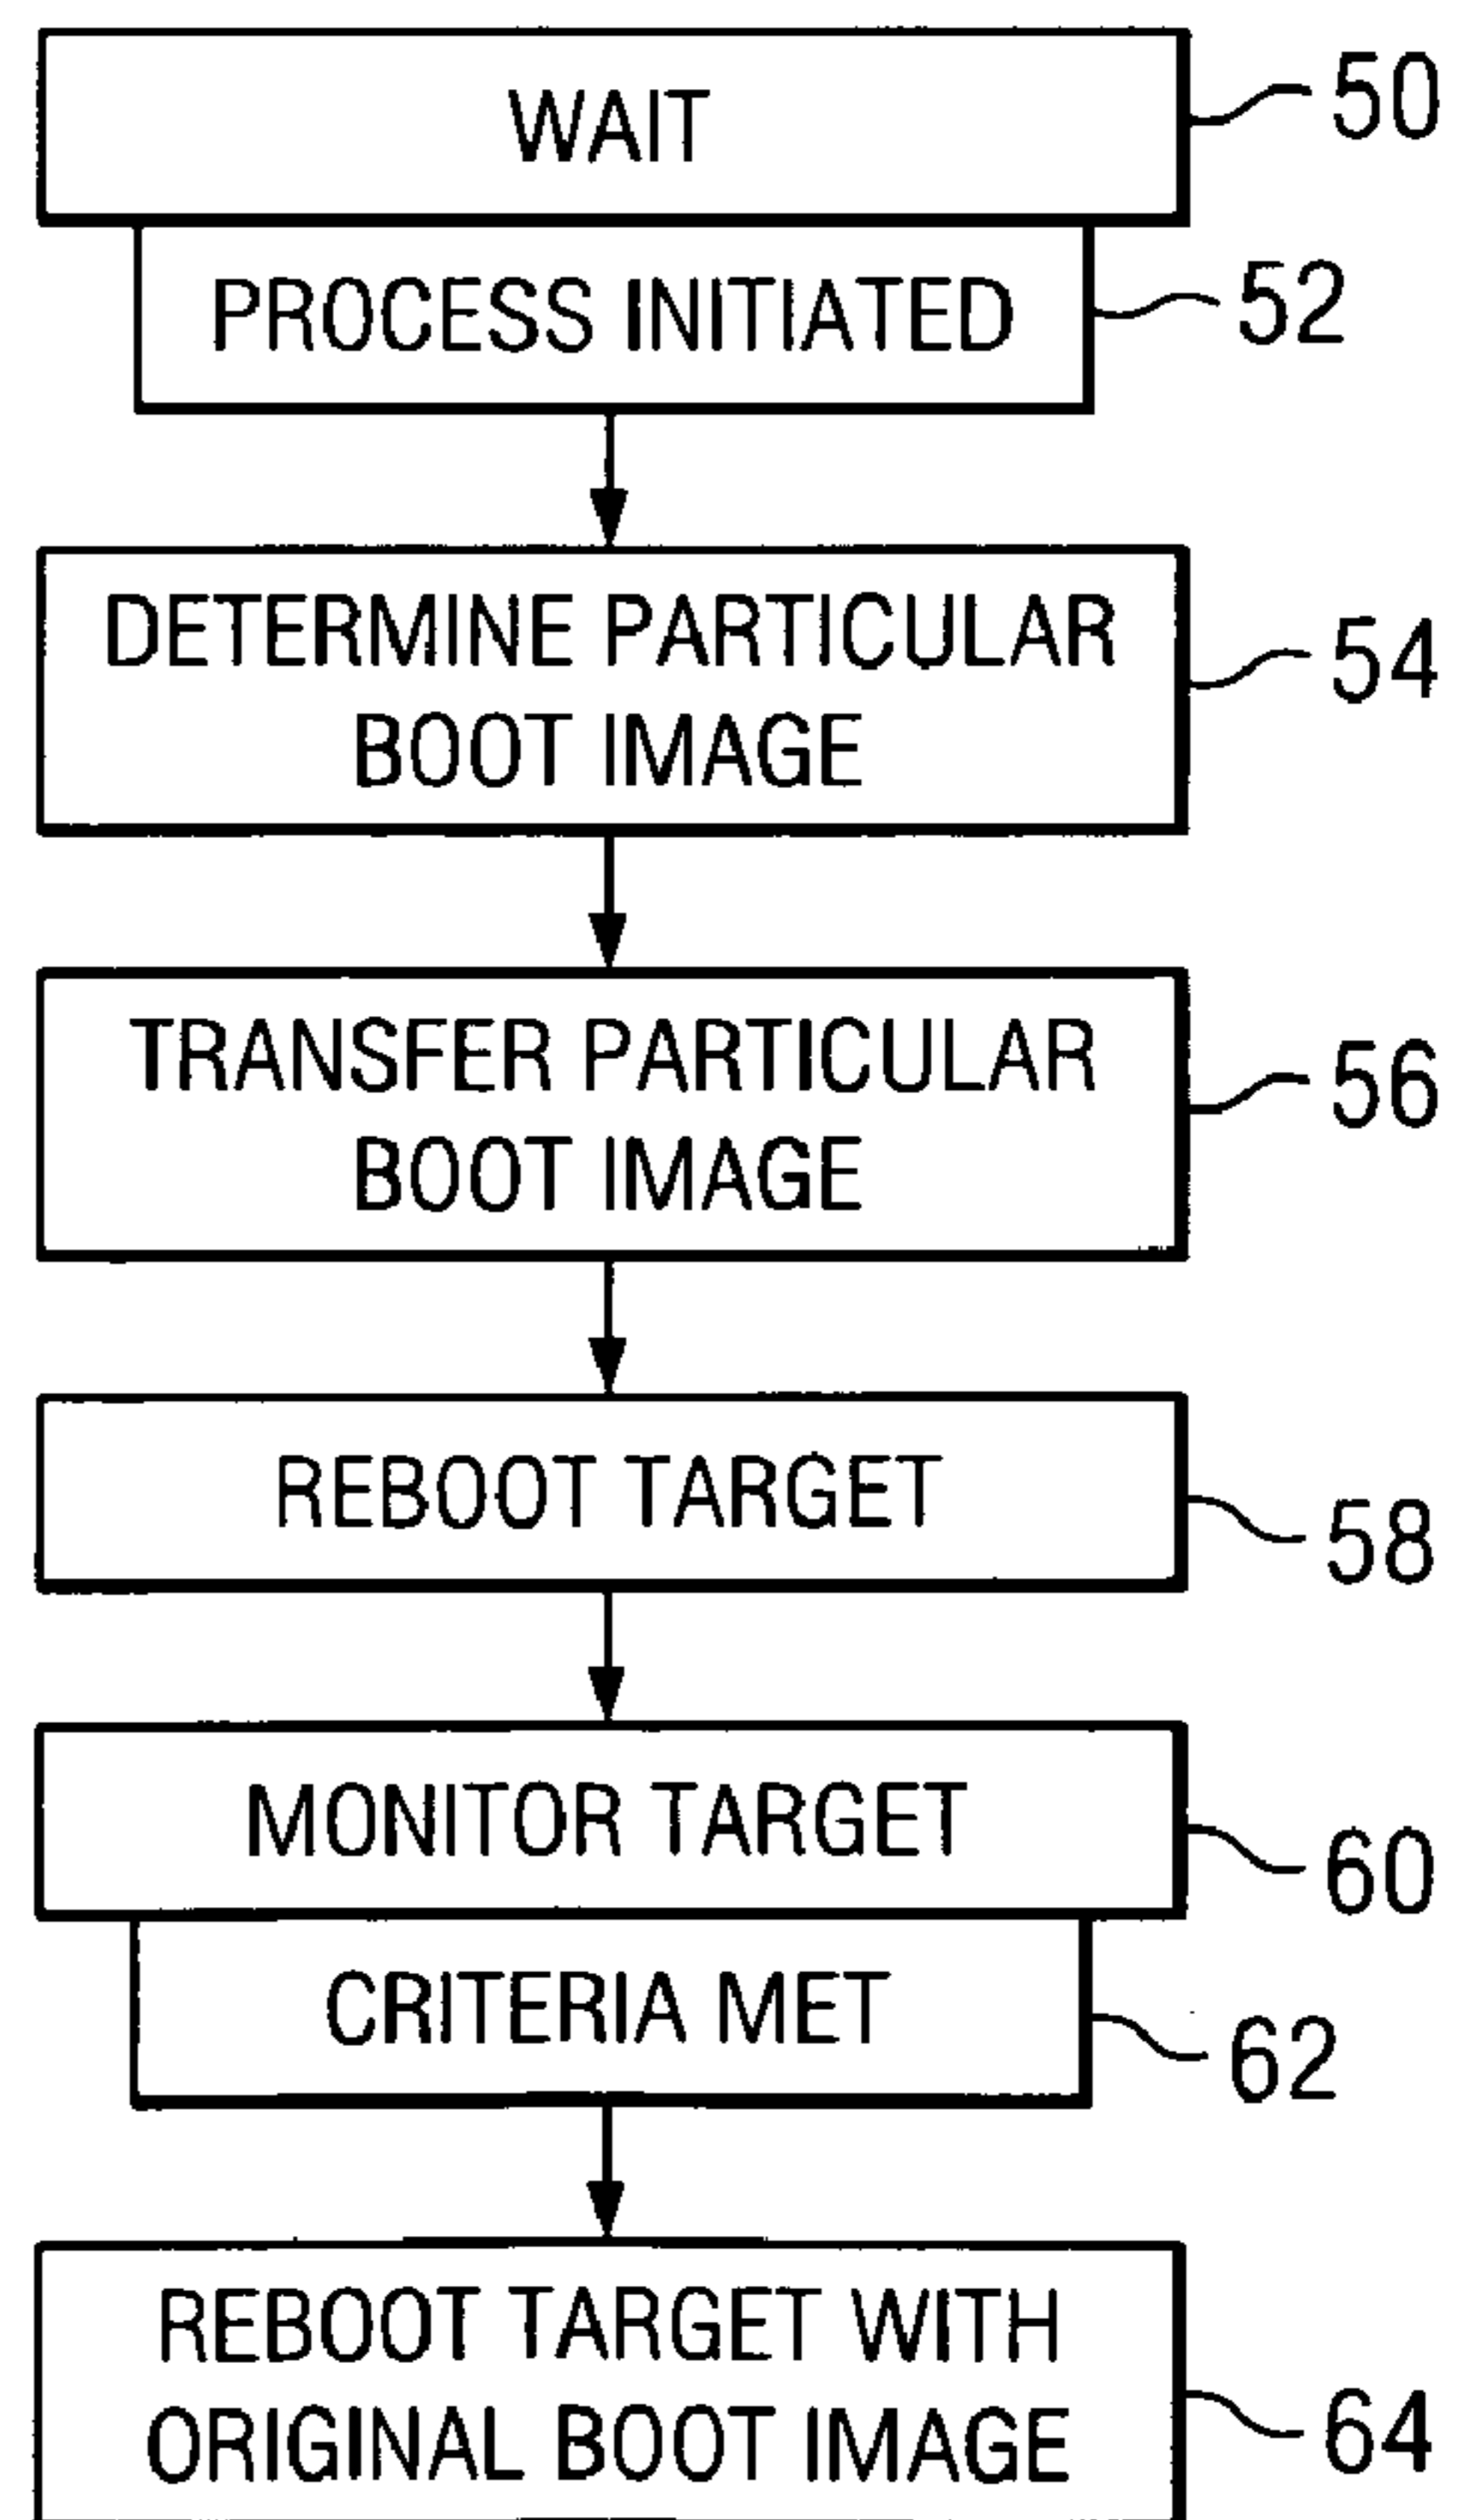 WAIT
50
PROCESS INITIATED
52
DETERMINE PARTICULAR
BOOT IMAGE
54
TRANSFER PARTICULAR
BOOT IMAGE
56
REBOOT TARGET
58
MONITOR TARGET
60
CRITERIA MET
62
REBOOT TARGET WITH
ORIGINAL BOOT IMAGE
64